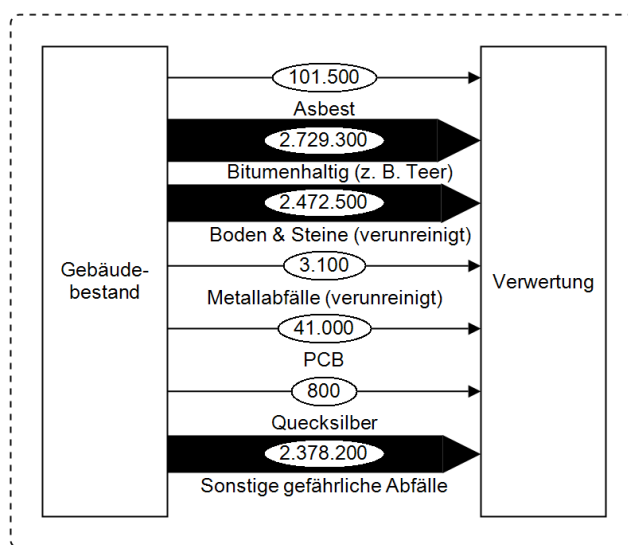 101.500
Asbest
2.729.300
Bitumenhaltig (z. B. Teer)
2.472.500
Boden & Steine (verunreinigt)
Gebäude-
bestand
3.100
Metallabfälle (verunreinigt)
Verwertung
41.000
PCB
800
Quecksilber
2.378.200
Sonstige gefährliche Abfälle